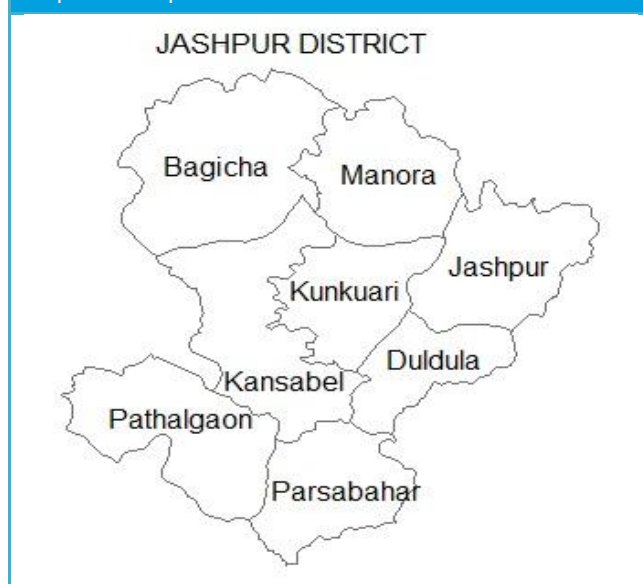 JASHPUR DISTRICT
Bagicha
Manora
Jashpur
Kunkuari
Duldula
Kansabel
Pathalgaon
Parsabahar